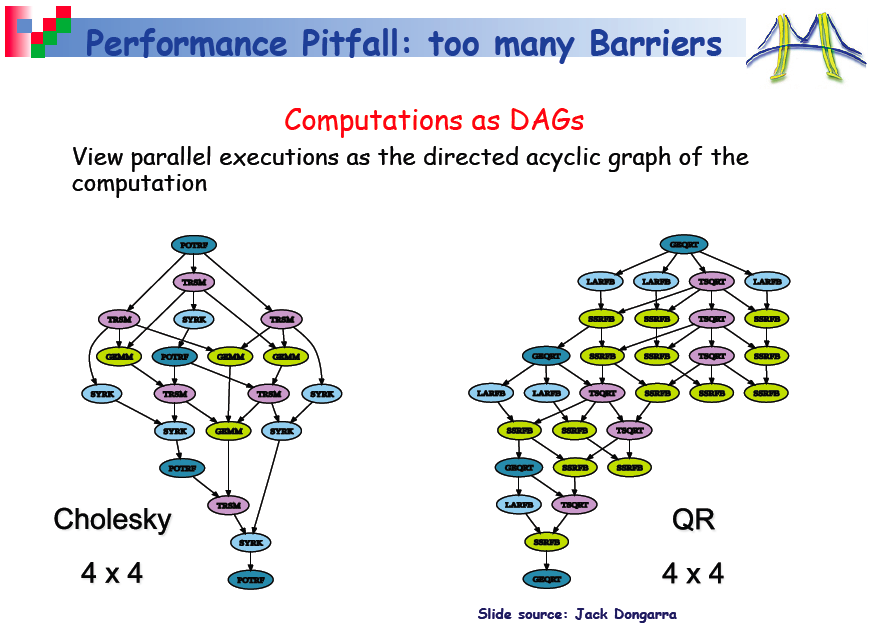 Performance Pitfall: too many Barriers
Computations as DAGs
View parallel executions as the directed acyclic graph of the
computation
POTRF
TRSM
TRSM SYRK TRSM
GEMM POTRF GEMM GEMM
SYRK TRSM TRSM SYRK
SYRK GEMM SYRK
POTRF
TRSM
SYRK
POTRF
Cholesky
4 x 4
GEQRT
LARFB LARFB TSQRT LARFB
SSRFB SSRFB TSQRT SSRFB
GEQRT SSRFB SSRFB TSQRT SSRFB
LARFB LARFB TSQRT SSRFB SSRFB SSRFB
SSRFB SSRFB TSQRT
GEQRT SSRFB SSRFB
LARFB TSQRT
SSRFB
GEQRT
QR
4 x 4
Slide source: Jack Dongarra